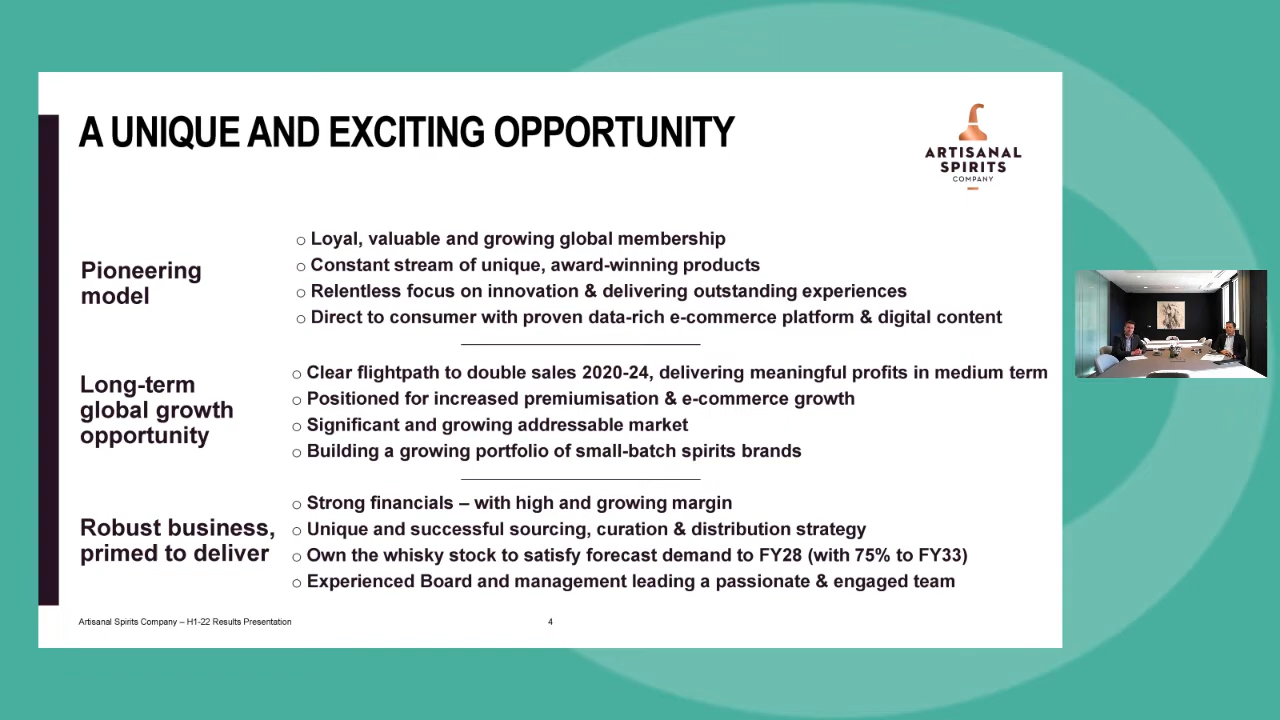 A UNIQUE AND EXCITING OPPORTUNITY
ARTISANAL
SPIRITS
COMPANY
Pioneering
model
o Loyal, valuable and growing global membership
o Constant stream of unique, award-winning products
o Relentless focus on innovation & delivering outstanding experiences
o Direct to consumer with proven data-rich e-commerce platform & digital content
Long-term
global growth
opportunity
o Clear flightpath to double sales 2020-24, delivering meaningful profits in medium term
o Positioned for increased premiumisation & e-commerce growth
o Significant and growing addressable market
o Building a growing portfolio of small-batch spirits brands
Robust business,
primed to deliver
o Strong financials – with high and growing margin
o Unique and successful sourcing, curation & distribution strategy
o Own the whisky stock to satisfy forecast demand to FY28 (with 75% to FY33)
o Experienced Board and management leading a passionate & engaged team
Artisanal Spirits Company – H1-22 Results Presentation
4